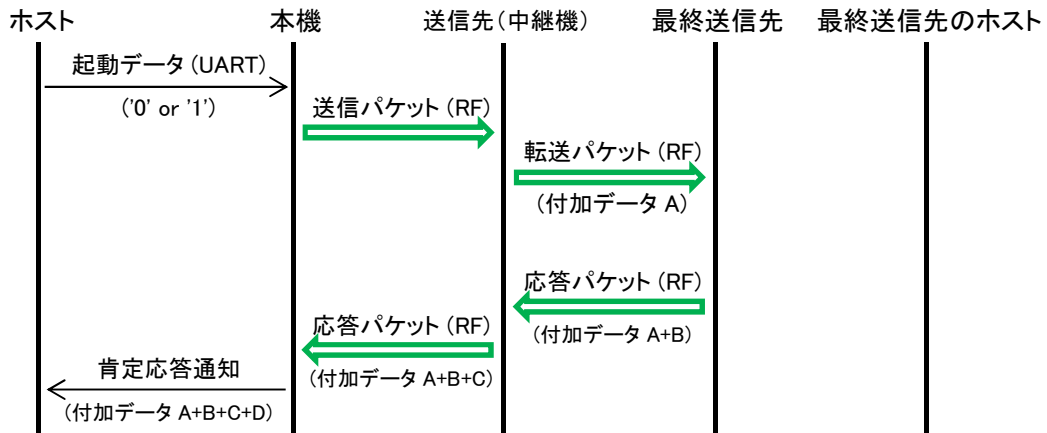 ホスト
本機
送信先(中継機)
最終送信先
最終送信先のホスト
起動データ (UART)
('0' or '1')
送信パケット (RF)
転送パケット (RF)
(付加データ A)
応答パケット (RF)
(付加データ A+B)
応答パケット (RF)
(付加データ A+B+C)
肯定応答通知
(付加データ A+B+C+D)